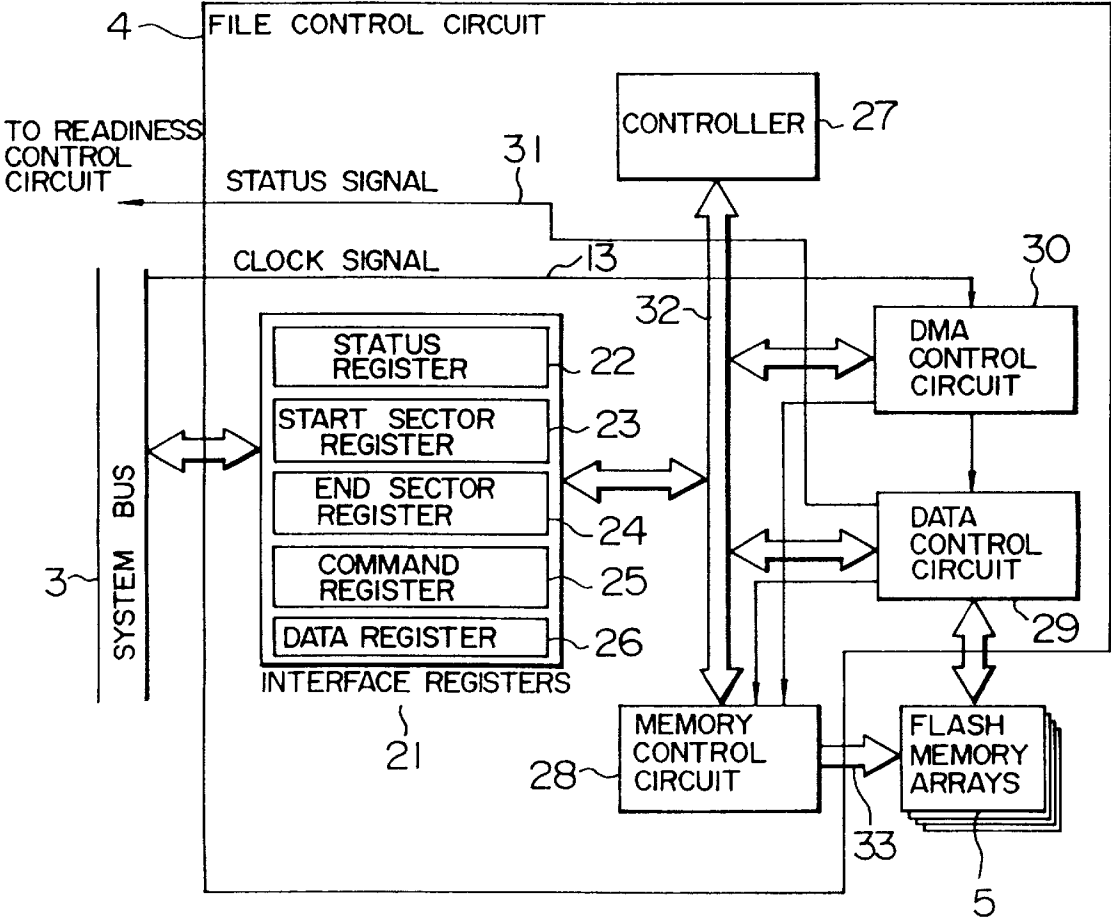 4
FILE CONTROL CIRCUIT
CONTROLLER
27
TO READINESS
CONTROL
CIRCUIT
STATUS SIGNAL
31
CLOCK SIGNAL
13
30
32
DMA
CONTROL
CIRCUIT
STATUS
REGISTER
22
START SECTOR
REGISTER
23
END SECTOR
REGISTER
24
COMMAND
REGISTER
25
DATA REGISTER
26
INTERFACE REGISTERS
21
3
SYSTEM BUS
DATA
CONTROL
CIRCUIT
29
MEMORY
CONTROL
CIRCUIT
28
33
FLASH
MEMORY
ARRAYS
5